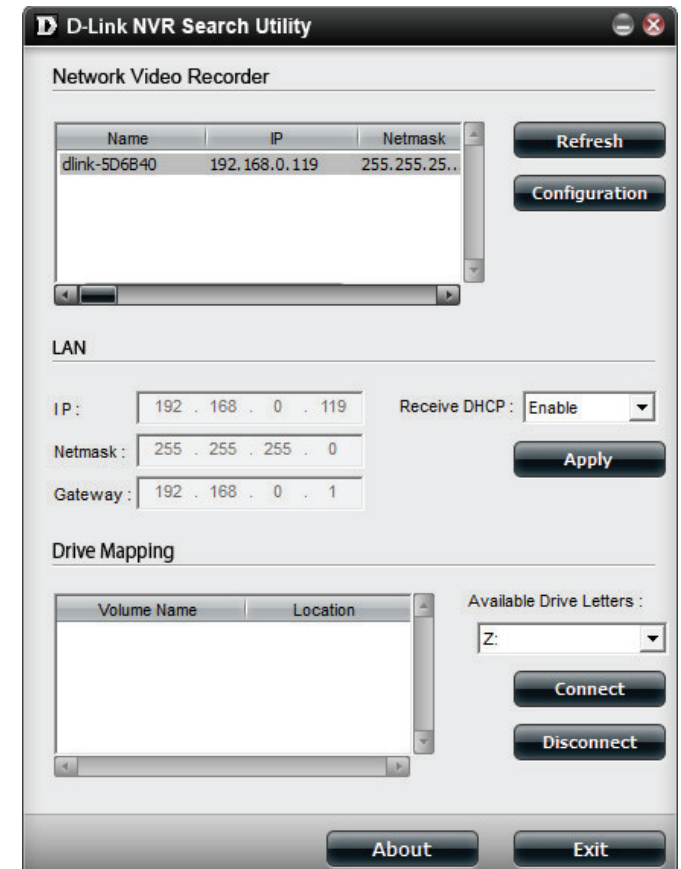 D D-Link NVR Search Utility
Network Video Recorder
Name IP Netmask
dlink-5D6B40 192.168.0.119 255.255.25..
Refresh
Configuration
LAN
IP : 192 . 168 . 0 . 119 Receive DHCP : Enable
Netmask : 255 . 255 . 255 . 0 Apply
Gateway : 192 . 168 . 0 . 1
Drive Mapping
Volume Name Location
Available Drive Letters :
Z:
Connect
Disconnect
About Exit